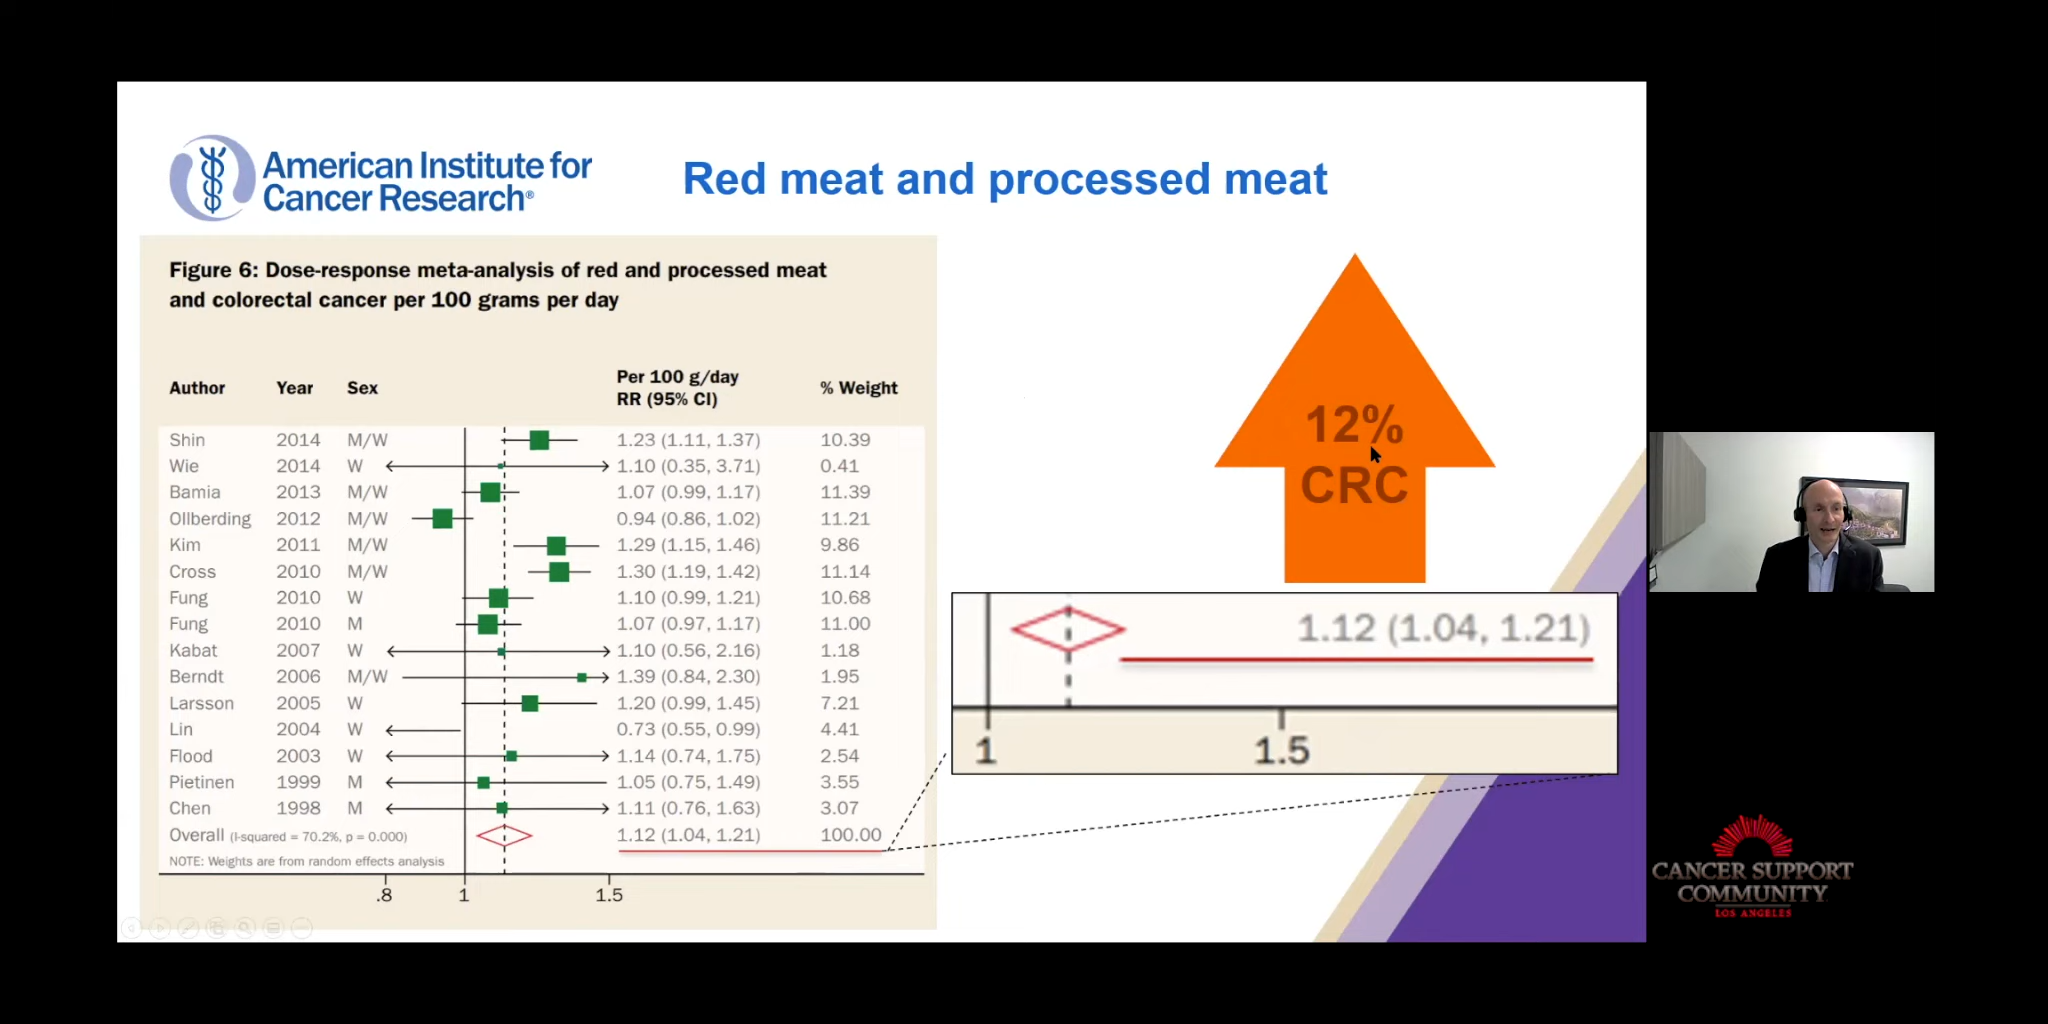 American Institute for
Cancer Research®
Red meat and processed meat
Figure 6: Dose-response meta-analysis of red and processed meat
and colorectal cancer per 100 grams per day
Author Year Sex Per 100 g/day RR (95% CI) % Weight
Shin 2014 M/W 1.23 (1.11, 1.37) 10.39
Wie 2014 W 1.10 (0.35, 3.71) 0.41
Bamia 2013 M/W 1.07 (0.99, 1.17) 11.39
Ollberding 2012 M/W 0.94 (0.86, 1.02) 11.21
Kim 2011 M/W 1.29 (1.15, 1.46) 9.86
Cross 2010 M/W 1.30 (1.19, 1.42) 11.14
Fung 2010 W 1.10 (0.99, 1.21) 10.68
Fung 2010 M 1.07 (0.97, 1.17) 11.00
Kabat 2007 W 1.10 (0.56, 2.16) 1.18
Berndt 2006 M/W 1.39 (0.84, 2.30) 1.95
Larsson 2005 W 1.20 (0.99, 1.45) 7.21
Lin 2004 W 0.73 (0.55, 0.99) 4.41
Flood 2003 W 1.14 (0.74, 1.75) 2.54
Pietinen 1999 M 1.05 (0.75, 1.49) 3.55
Chen 1998 M 1.11 (0.76, 1.63) 3.07
Overall (I-squared = 70.2%, p = 0.000) 1.12 (1.04, 1.21) 100.00
NOTE: Weights are from random effects analysis
.8 1 1.5
12%
CRC
1.12 (1.04, 1.21)
1 1.5
CANCER SUPPORT
COMMUNITY
LOS ANGELES